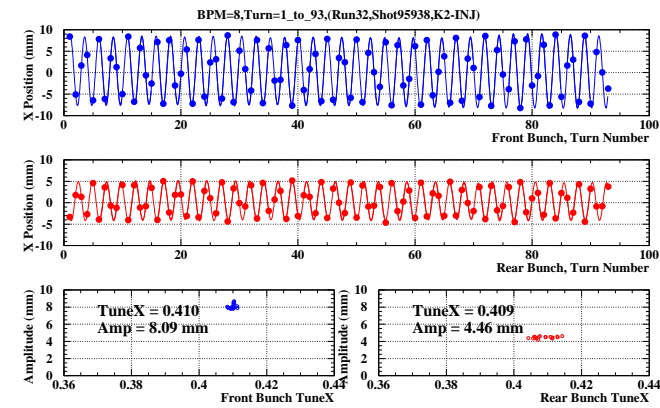 BPM=8,Turn=1_to_93,(Run32,Shot95938,K2-INJ)
X Position (mm)
10
5
0
-5
-10
0 20 40 60 80 100
Front Bunch, Turn Number
X Position (mm)
10
5
0
-5
-10
0 20 40 60 80 100
Rear Bunch, Turn Number
Amplitude (mm)
10
8
6
4
2
0
TuneX = 0.410
Amp = 8.09 mm
0.36 0.38 0.4 0.42 0.44
Front Bunch TuneX
Amplitude (mm)
10
8
6
4
2
0
TuneX = 0.409
Amp = 4.46 mm
0.36 0.38 0.4 0.42 0.44
Rear Bunch TuneX